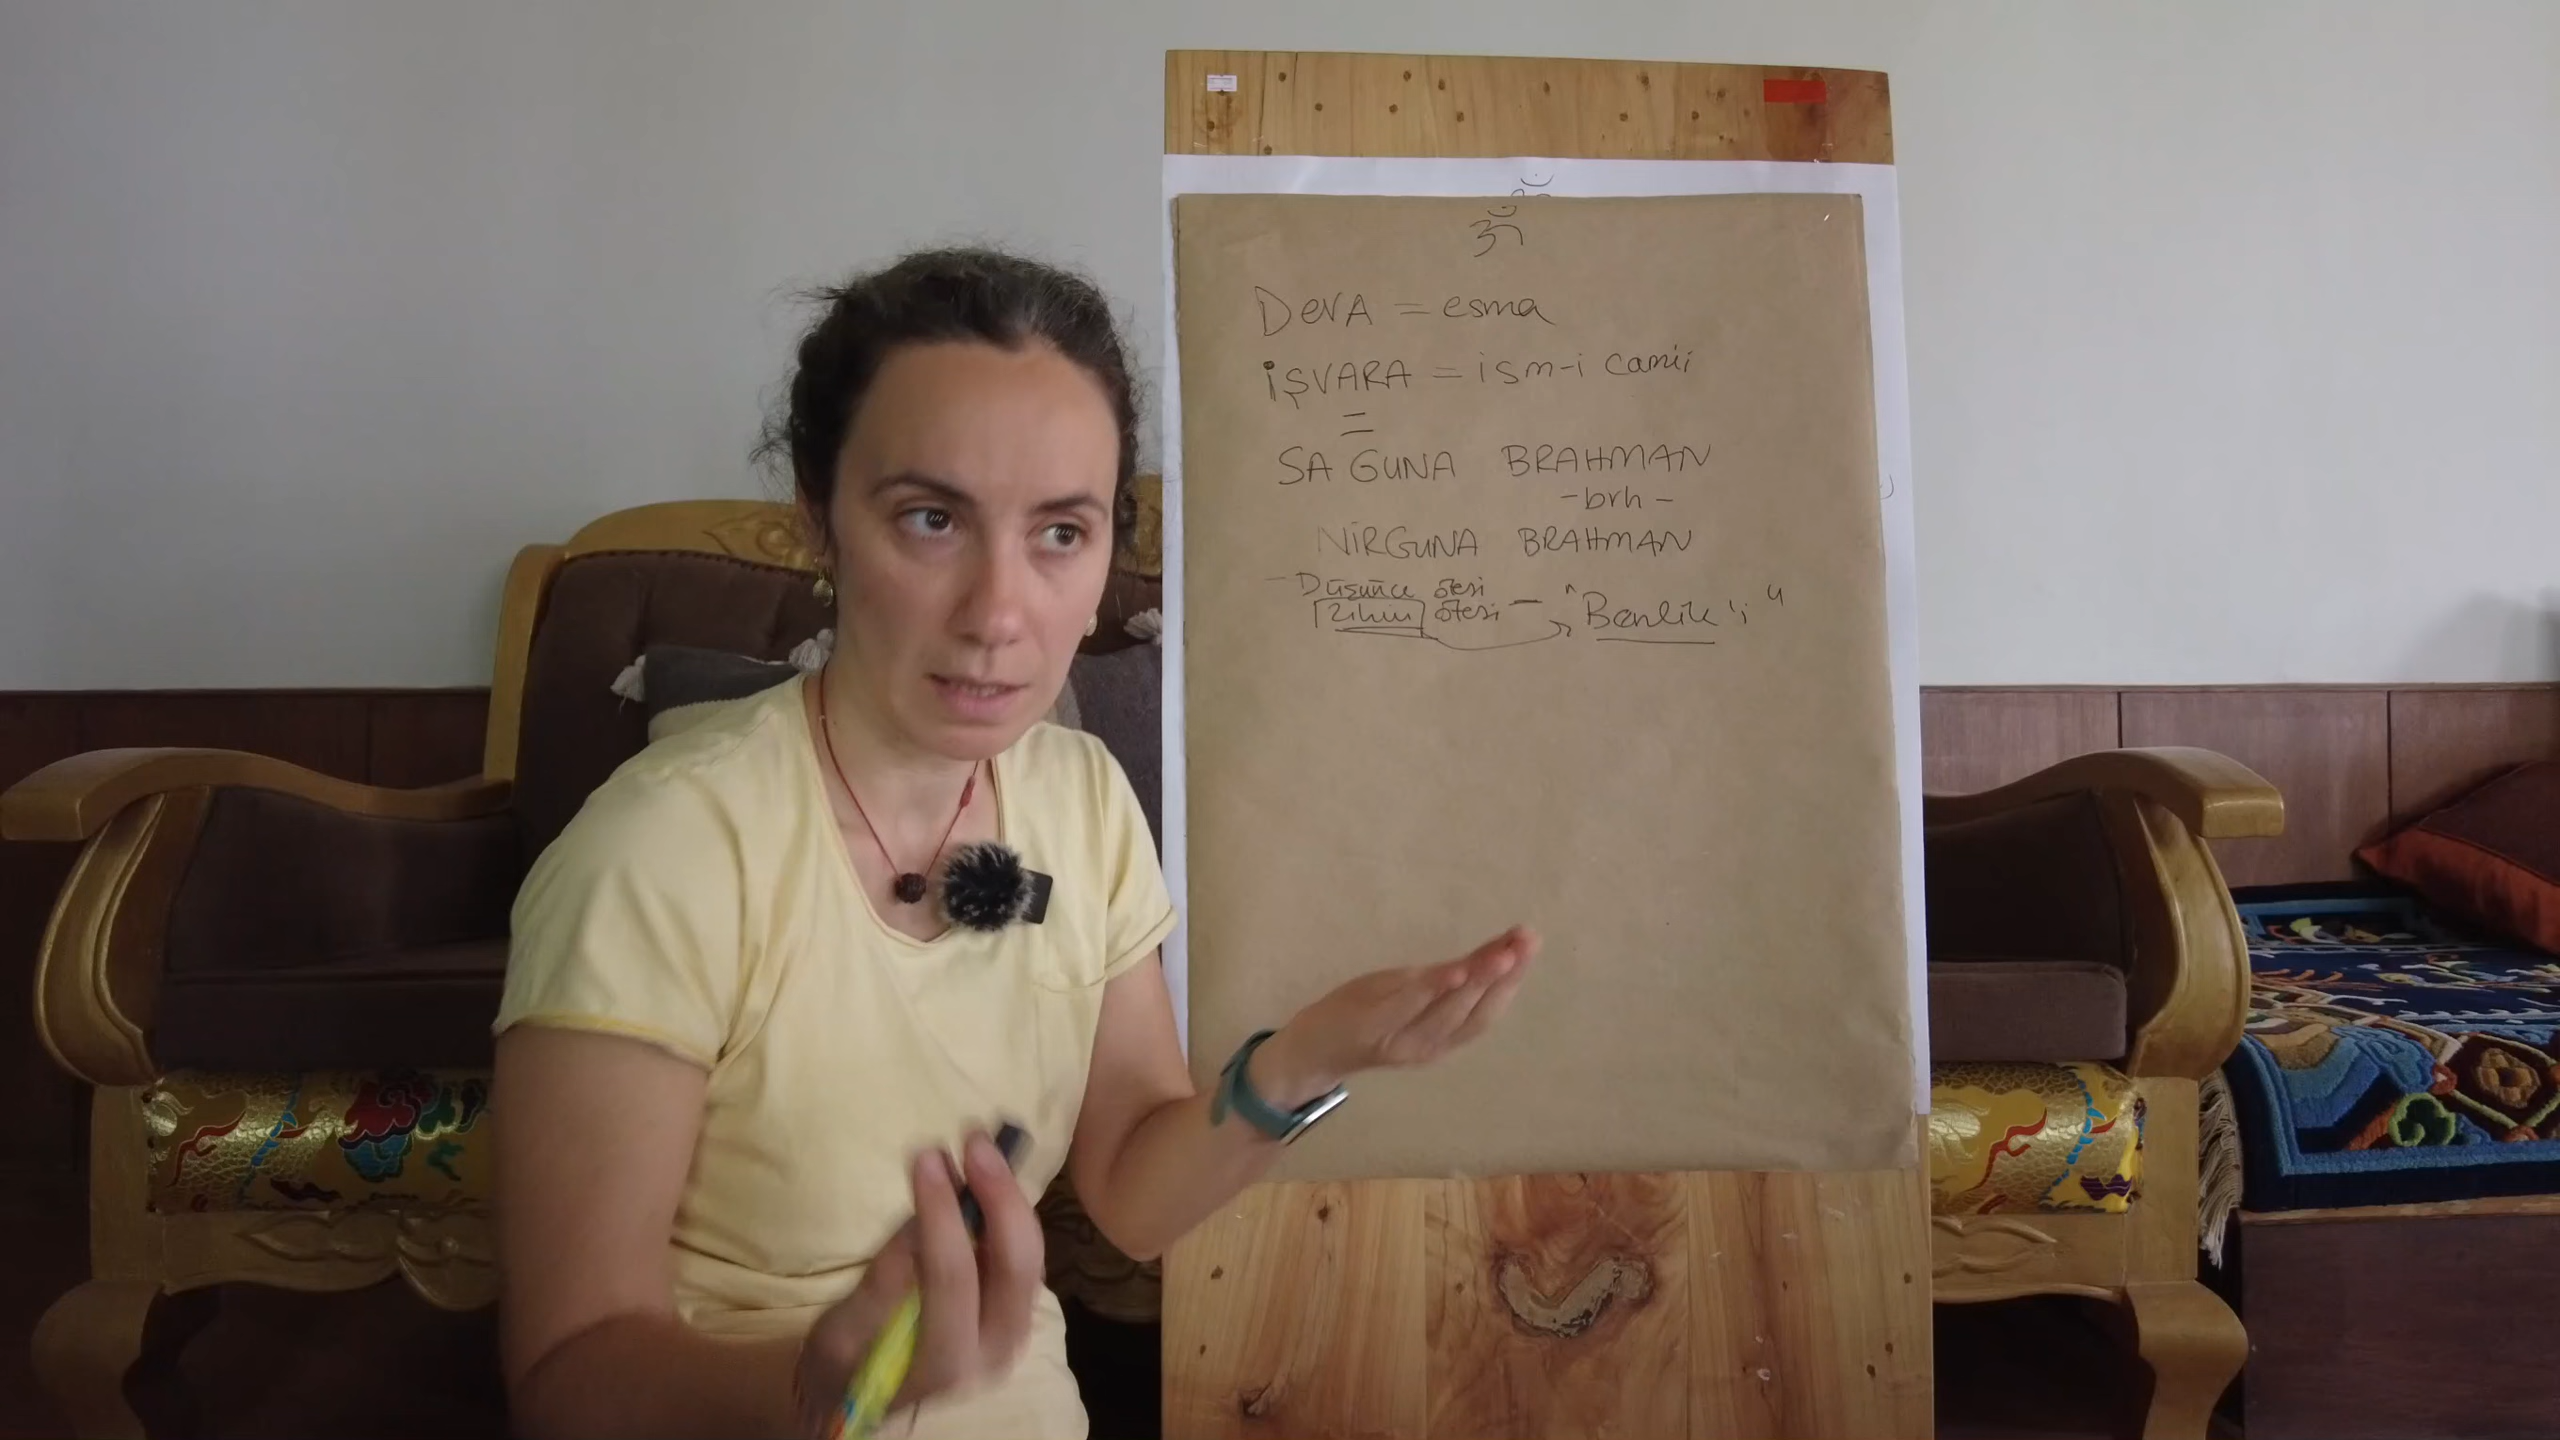 ॐ
DevA = esma
İŞVARA = ism-i camii
=
SA GUNA BRAHMAN
- brh -
NİRGUNA BRAHMAN
- Düşünce ötesi
Zihin ötesi - "Benlik'i"